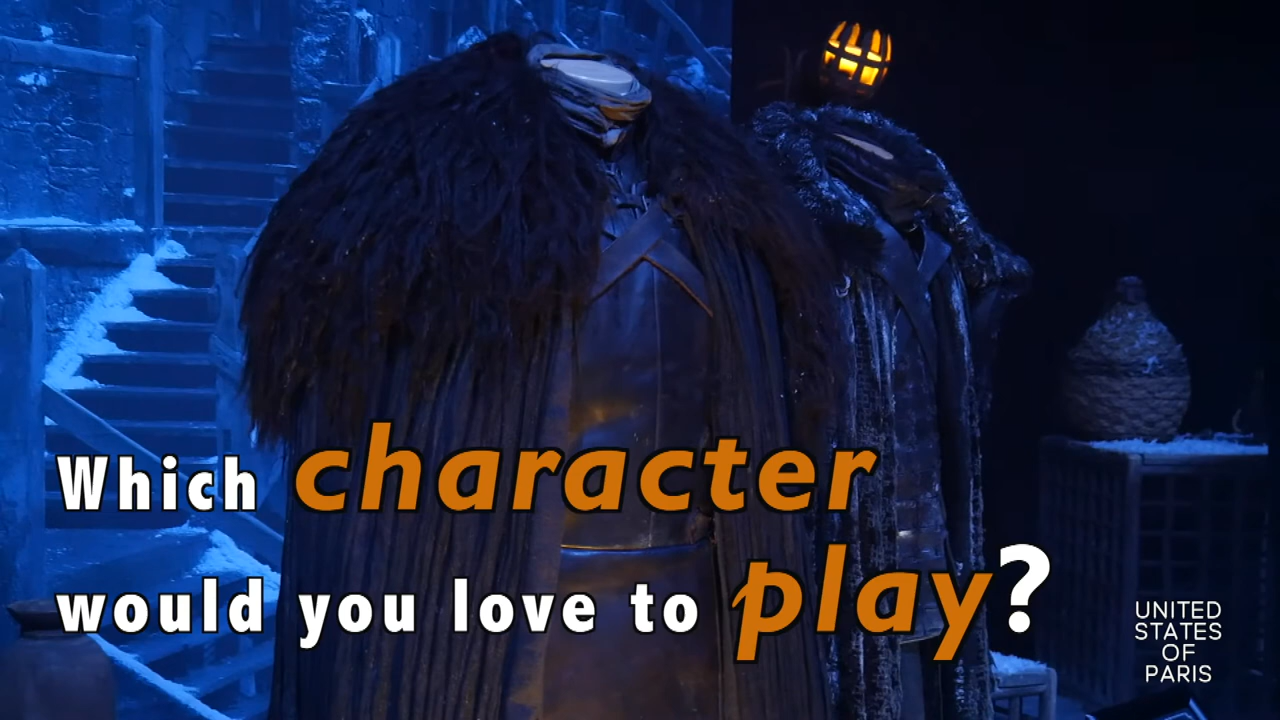 Which character
would you love to play?
UNITED
STATES
OF
PARIS